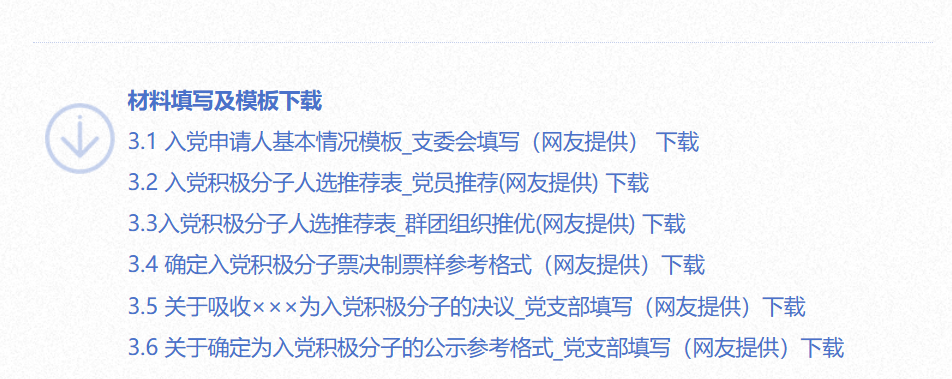 材料填写及模板下载
3.1 入党申请人基本情况模板_支委会填写（网友提供） 下载
3.2 入党积极分子人选推荐表_党员推荐(网友提供) 下载
3.3入党积极分子人选推荐表_群团组织推优(网友提供) 下载
3.4 确定入党积极分子票决制票样参考格式（网友提供）下载
3.5 关于吸收×××为入党积极分子的决议_党支部填写（网友提供）下载
3.6 关于确定为入党积极分子的公示参考格式_党支部填写（网友提供）下载